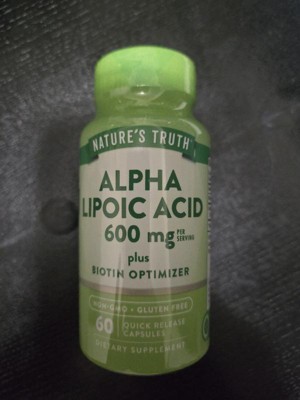 NATURE'S TRUTH
ALPHA
LIPOIC ACID
600 mg PER SERVING
plus
BIOTIN OPTIMIZER
NON-GMO • GLUTEN FREE
60 QUICK RELEASE
CAPSULES
DIETARY SUPPLEMENT